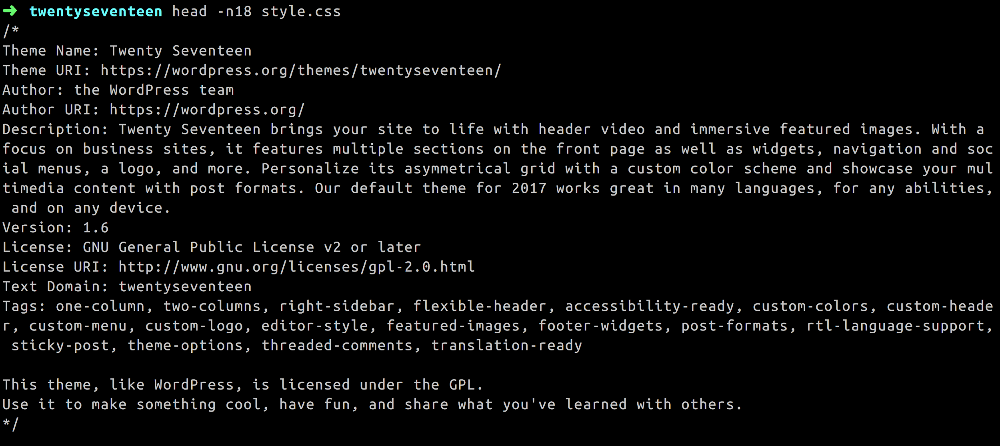 ➜ twentyseventeen head -n18 style.css
/*
Theme Name: Twenty Seventeen
Theme URI: https://wordpress.org/themes/twentyseventeen/
Author: the WordPress team
Author URI: https://wordpress.org/
Description: Twenty Seventeen brings your site to life with header video and immersive featured images. With a
focus on business sites, it features multiple sections on the front page as well as widgets, navigation and soc
ial menus, a logo, and more. Personalize its asymmetrical grid with a custom color scheme and showcase your mul
timedia content with post formats. Our default theme for 2017 works great in many languages, for any abilities,
 and on any device.
Version: 1.6
License: GNU General Public License v2 or later
License URI: http://www.gnu.org/licenses/gpl-2.0.html
Text Domain: twentyseventeen
Tags: one-column, two-columns, right-sidebar, flexible-header, accessibility-ready, custom-colors, custom-heade
r, custom-menu, custom-logo, editor-style, featured-images, footer-widgets, post-formats, rtl-language-support,
 sticky-post, theme-options, threaded-comments, translation-ready

This theme, like WordPress, is licensed under the GPL.
Use it to make something cool, have fun, and share what you've learned with others.
*/